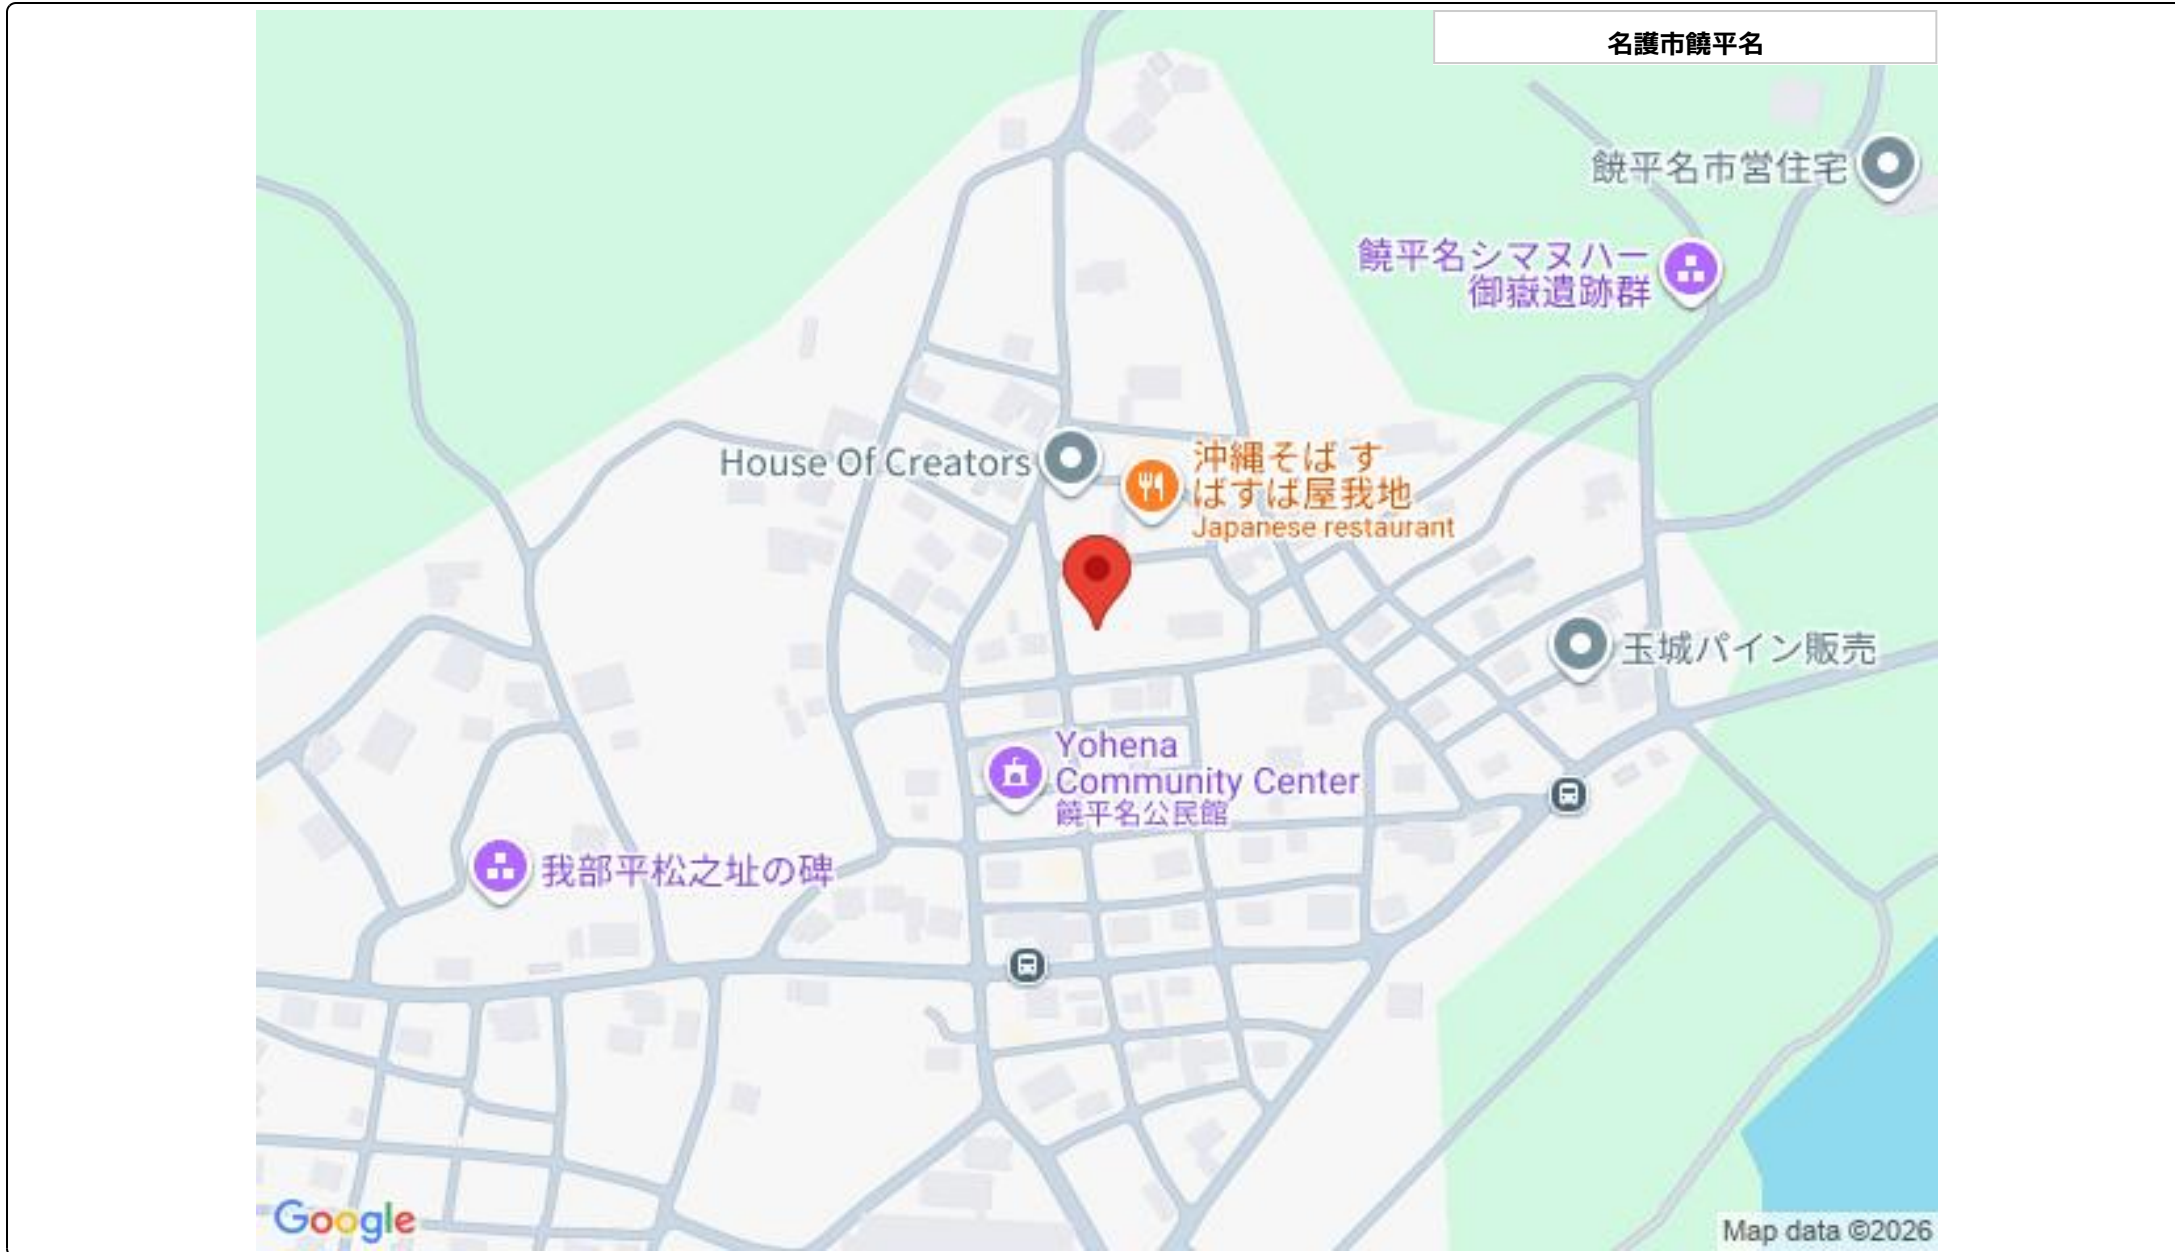 名護市饒平名
饒平名市営住宅
饒平名シマヌハー
御嶽遺跡群
House Of Creators
沖縄そば す
ばすば屋我地
Japanese restaurant
玉城パイン販売
Yohena
Community Center
饒平名公民館
我部平松之址の碑
Google
Map data ©2026